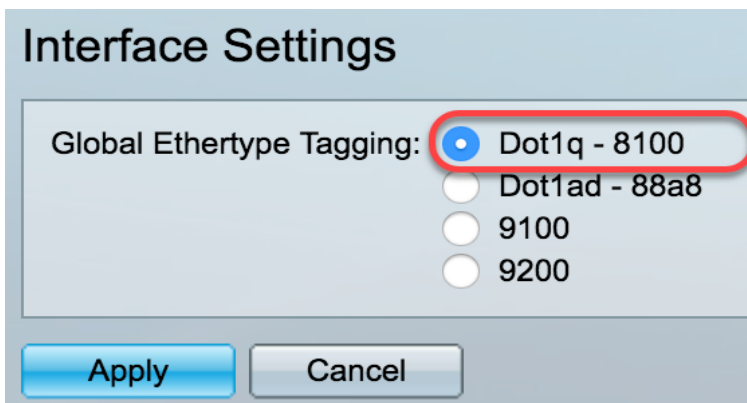 Interface Settings
Global Ethertype Tagging: Dot1q - 8100
Dot1ad - 88a8
9100
9200
Apply Cancel